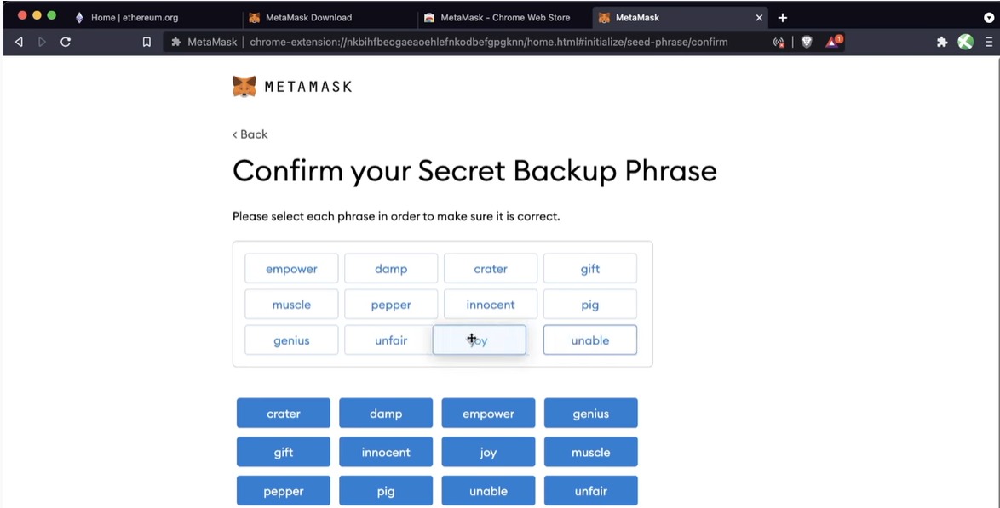 Home | ethereum.org MetaMask Download MetaMask - Chrome Web Store MetaMask
MetaMask chrome-extension://nkbihfbeogaeaoehlefnkodbefgpgknn/home.html#initialize/seed-phrase/confirm 1
METAMASK
< Back
Confirm your Secret Backup Phrase
Please select each phrase in order to make sure it is correct.
empower damp crater gift
muscle pepper innocent pig
genius unfair joy unable
crater damp empower genius
gift innocent joy muscle
pepper pig unable unfair